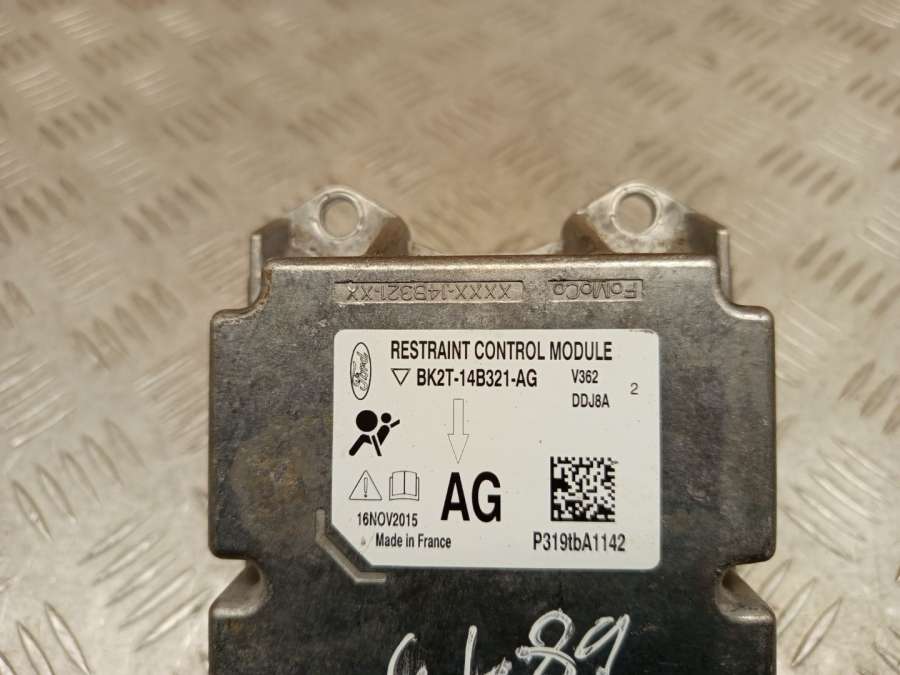 XXXX-14B321-XX FoMoCo
Ford
RESTRAINT CONTROL MODULE
BK2T-14B321-AG V362
DDJ8A 2
AG
16NOV2015
Made in France P319tbA1142